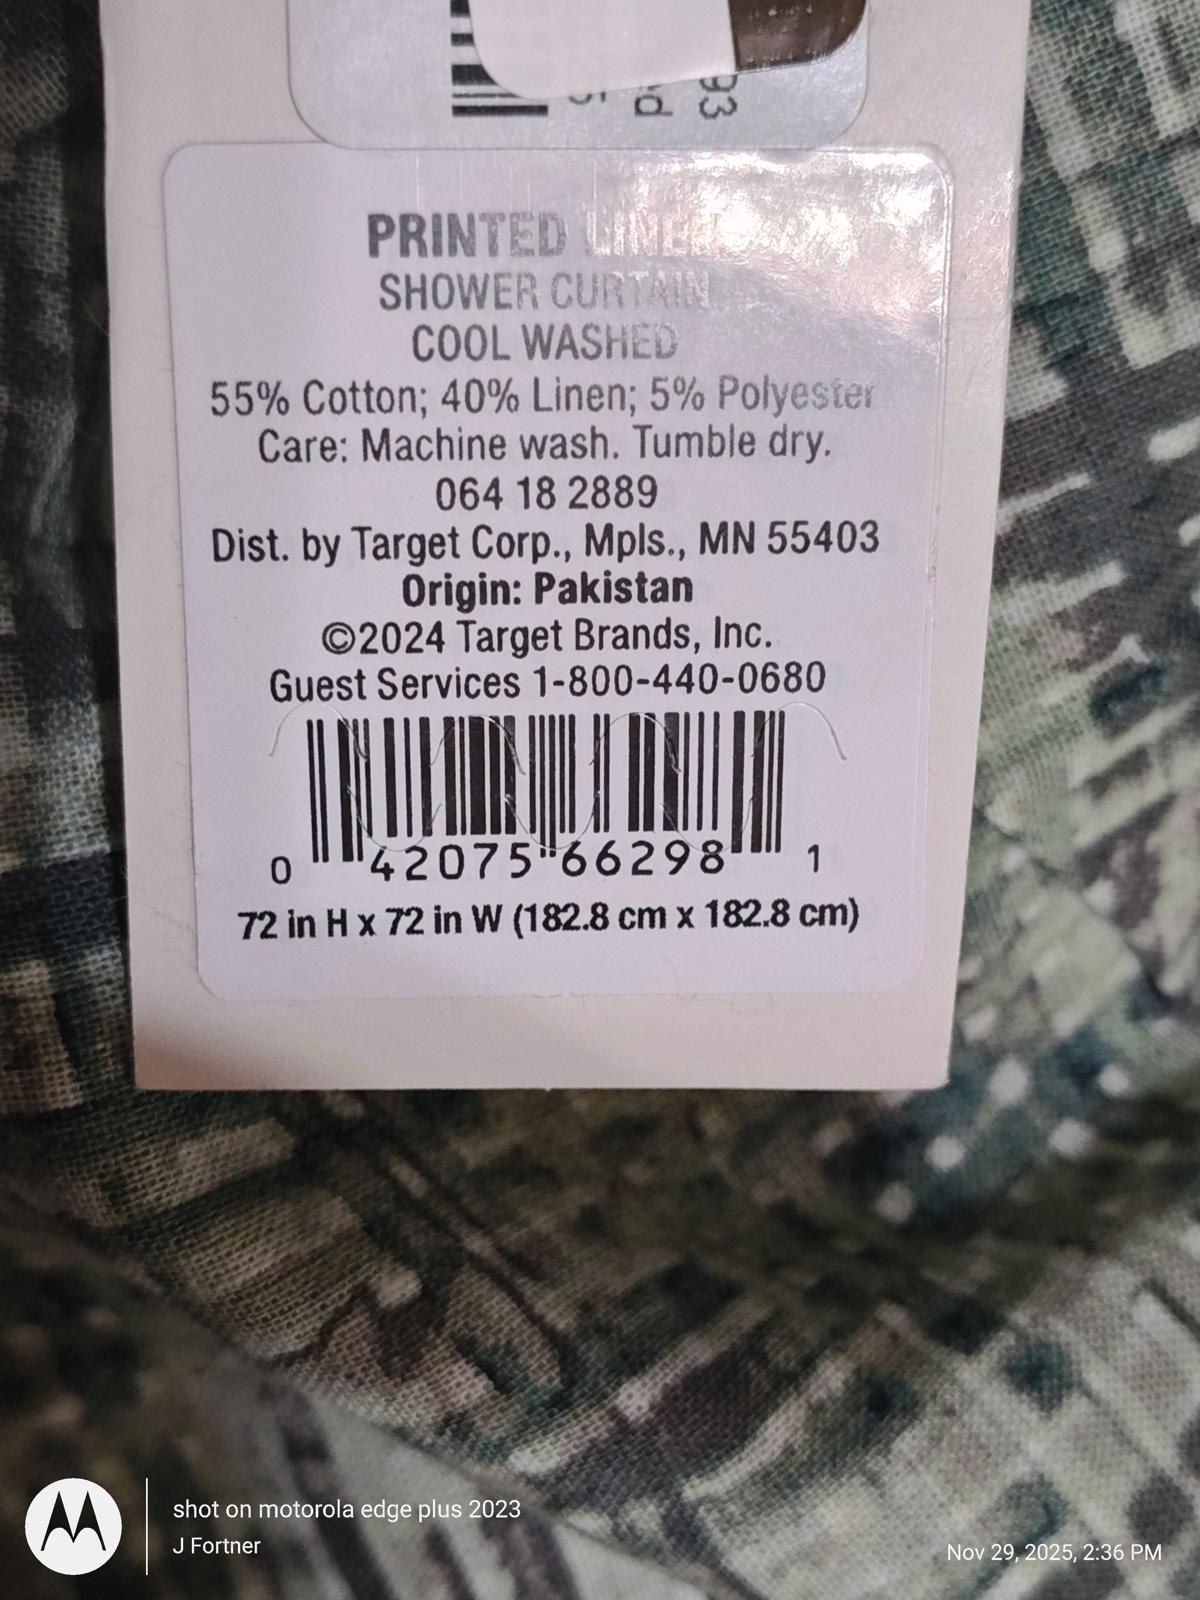 93
PRINTED LINEN
SHOWER CURTAIN
COOL WASHED
55% Cotton; 40% Linen; 5% Polyester
Care: Machine wash. Tumble dry.
064 18 2889
Dist. by Target Corp., Mpls., MN 55403
Origin: Pakistan
©2024 Target Brands, Inc.
Guest Services 1-800-440-0680
0 42075 66298 1
72 in H x 72 in W (182.8 cm x 182.8 cm)
shot on motorola edge plus 2023
J Fortner
Nov 29, 2025, 2:36 PM